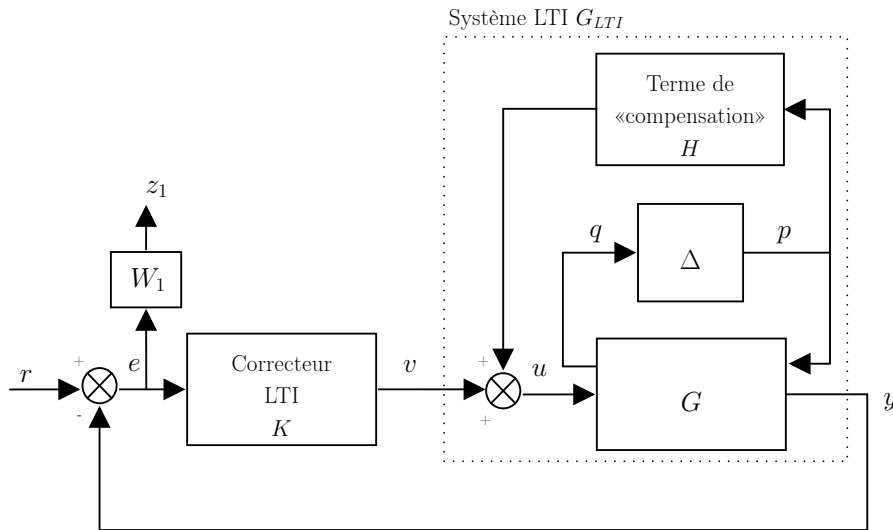 Système LTI G_{LTI}
Terme de
«compensation»
H
z_1
q
p
Δ
W_1
+
r
e
-
Correcteur
LTI
K
v
+
+
u
G
y